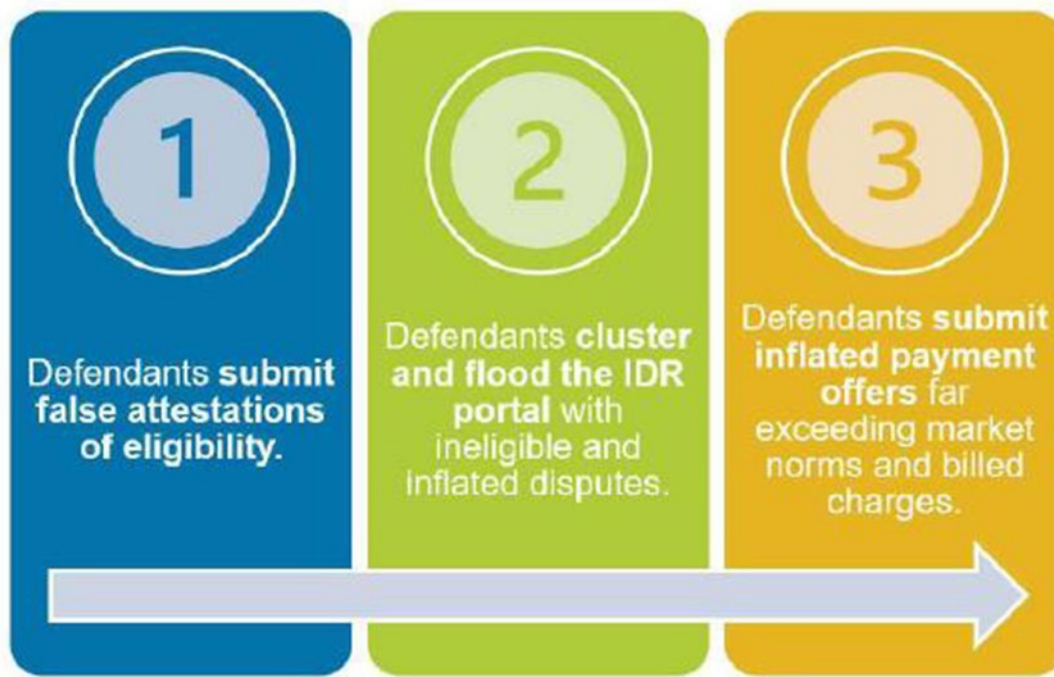 1
Defendants submit
false attestations
of eligibility.
2
Defendants cluster
and flood the IDR
portal with
ineligible and
inflated disputes.
3
Defendants submit
inflated payment
offers far
exceeding market
norms and billed
charges.